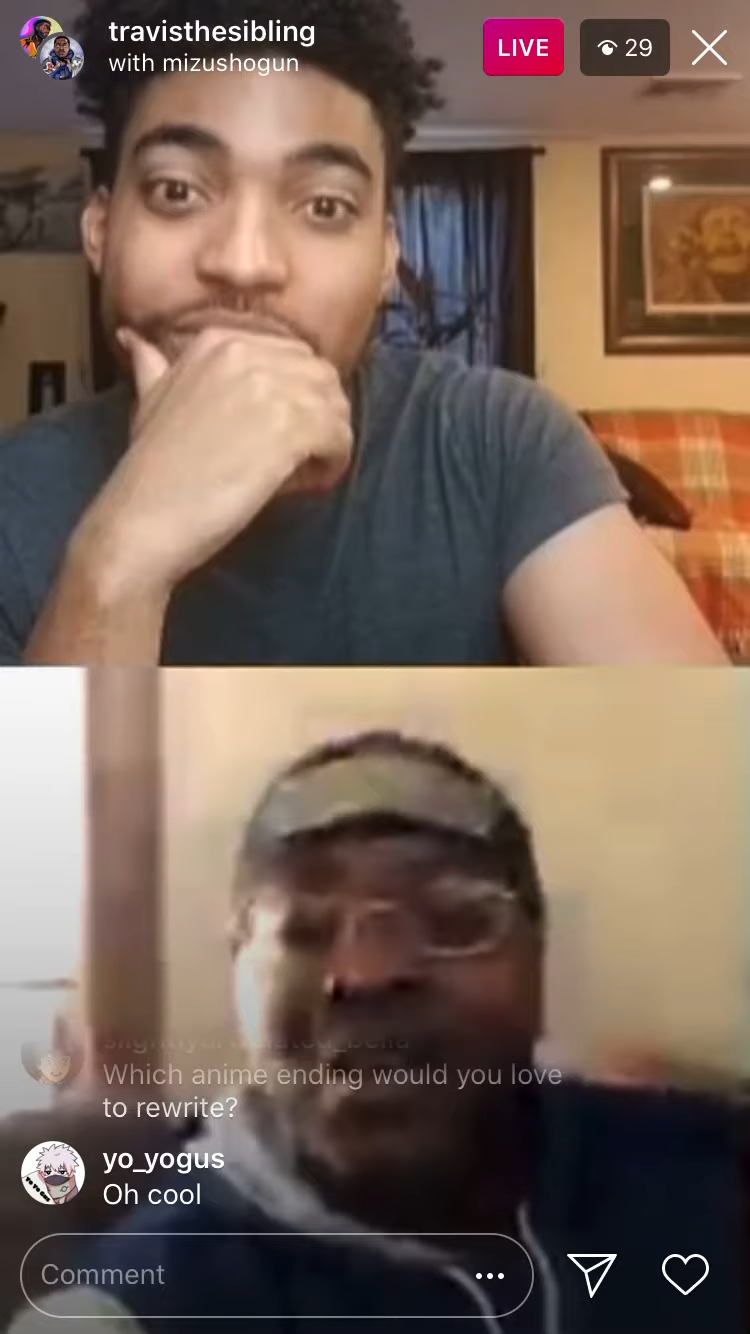 travisthesibling
with mizushogun
LIVE
29
Which anime ending would you love
to rewrite?
yo_yogus
Oh cool
Comment